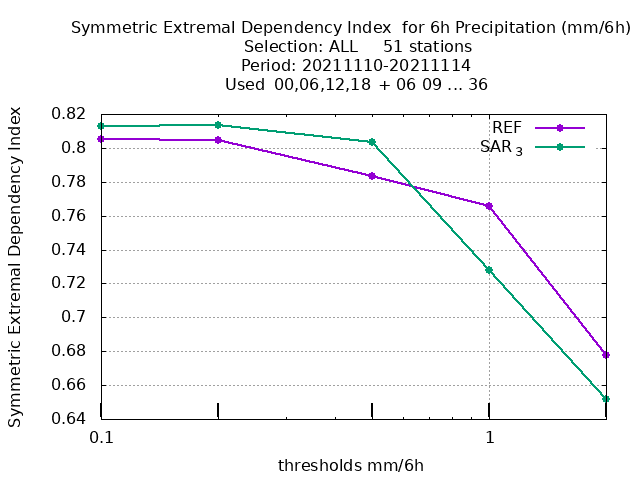 Symmetric Extremal Dependency Index  for 6h Precipitation (mm/6h)
Selection: ALL     51 stations
Period: 20211110-20211114
Used  00,06,12,18  + 06 09 ... 36
REF
SAR 3
Symmetric Extremal Dependency Index
0.82
0.8
0.78
0.76
0.74
0.72
0.7
0.68
0.66
0.64
0.1
1
thresholds mm/6h